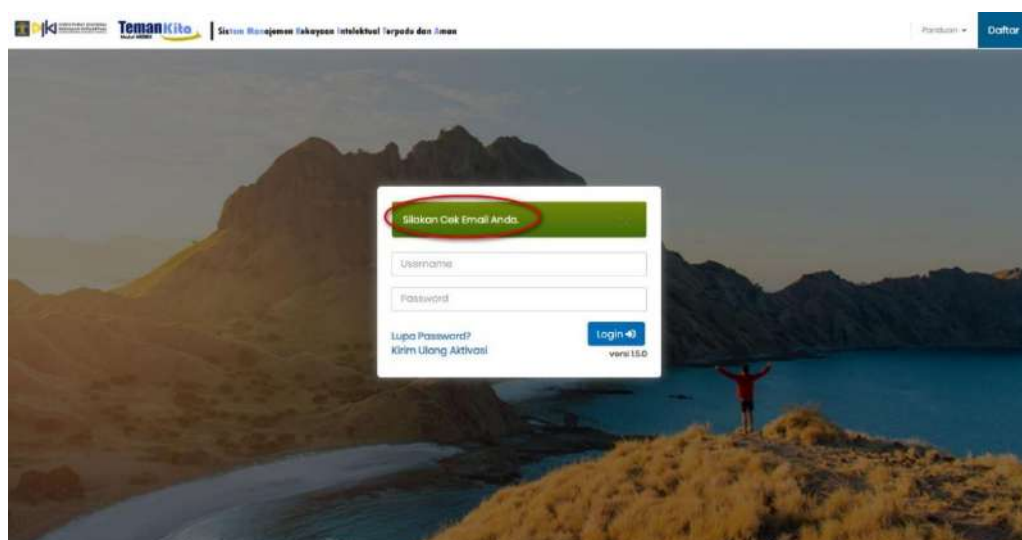 TemanKita
Sistem Manajemen Kekayaan Intelektual Terpadu dan Aman
Panduan
Daftar
Silakan Cek Email Anda.
Username
Password
Lupa Password?
Login
Kirim Ulang Aktivasi
versi 1.5.0